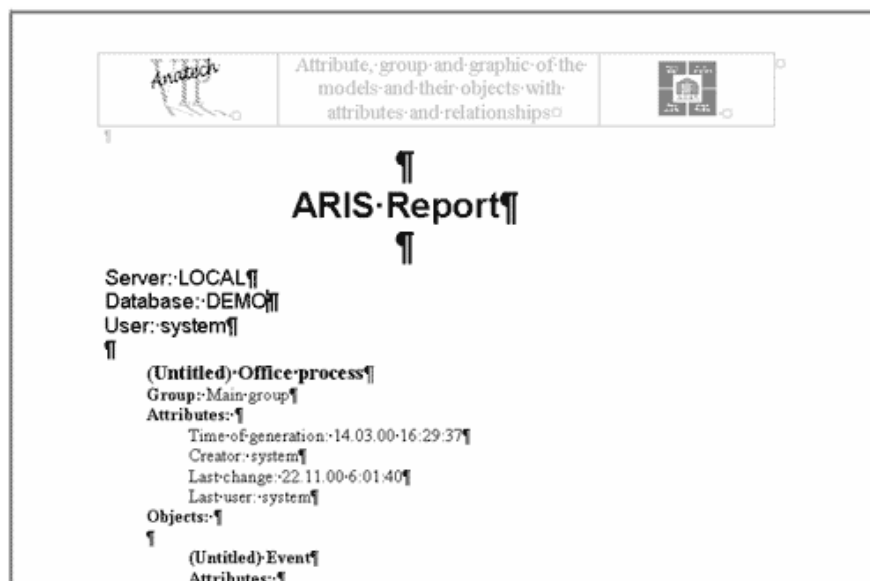 Anatech
Attribute, group and graphic of the
models and their objects with
attributes and relationships
ARIS Report
Server: LOCAL
Database: DEMO
User: system
(Untitled) Office process
Group: Main group
Attributes:
Time of generation: 14.03.00 16:29:37
Creator: system
Last change: 22.11.00 6:01:40
Last user: system
Objects:
(Untitled) Event
Attributes: